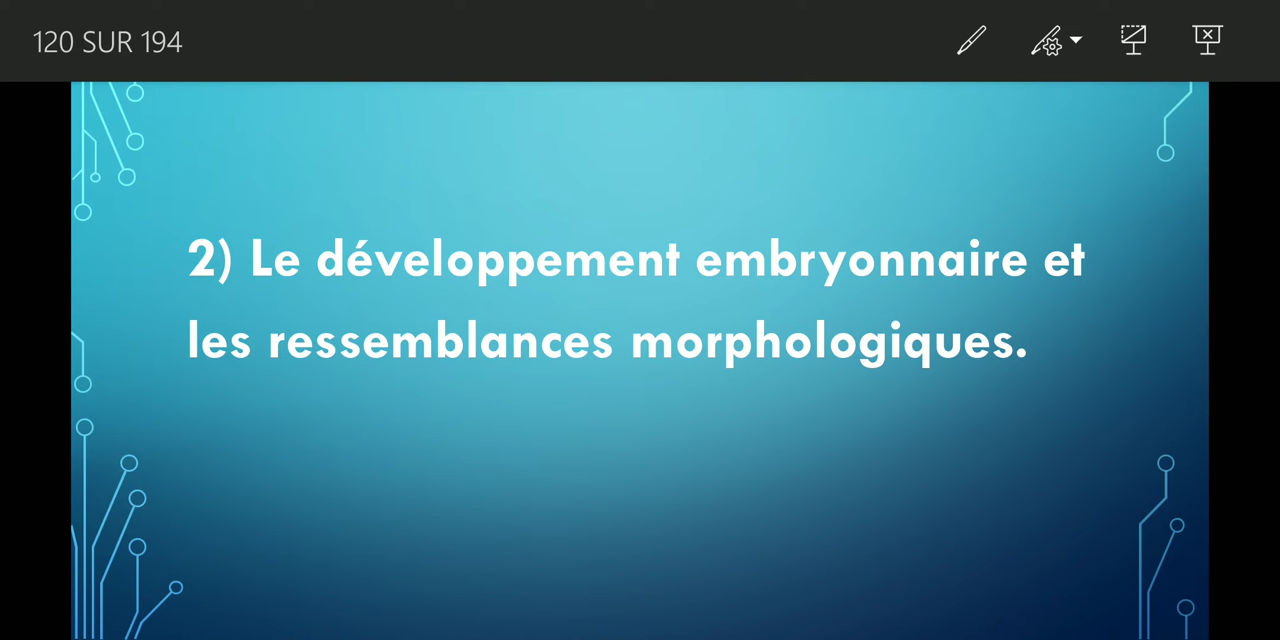 120 SUR 194
2) Le développement embryonnaire et
les ressemblances morphologiques.